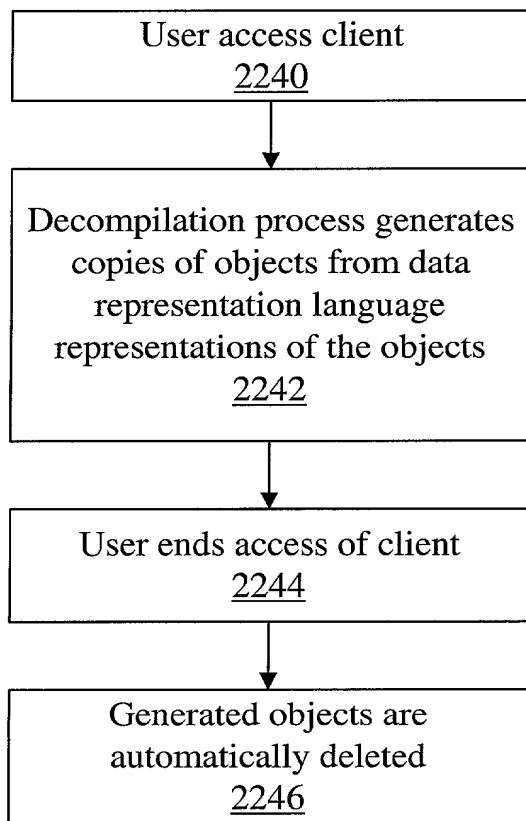 User access client
2240
Decompilation process generates
copies of objects from data
representation language
representations of the objects
2242
User ends access of client
2244
Generated objects are
automatically deleted
2246